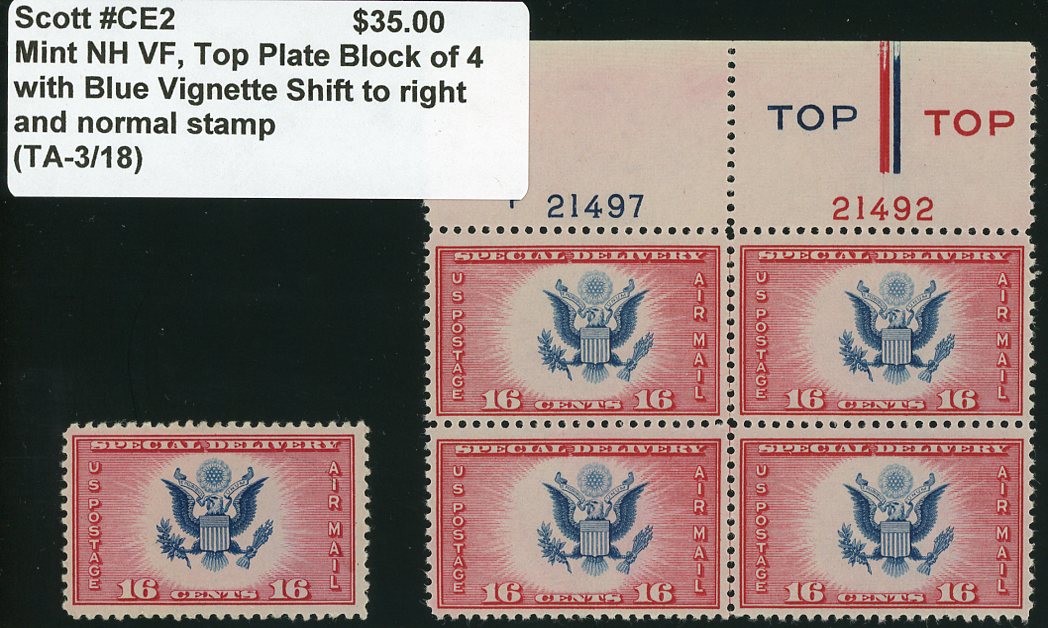 Scott #CE2 $35.00
Mint NH VF, Top Plate Block of 4
with Blue Vignette Shift to right
and normal stamp
(TA-3/18)
TOP TOP
21497 21492
SPECIAL DELIVERY
US POSTAGE
AIR MAIL
16 CENTS 16
SPECIAL DELIVERY
US POSTAGE
AIR MAIL
16 CENTS 16
SPECIAL DELIVERY
US POSTAGE
AIR MAIL
16 CENTS 16
SPECIAL DELIVERY
US POSTAGE
AIR MAIL
16 CENTS 16
SPECIAL DELIVERY
US POSTAGE
AIR MAIL
16 CENTS 16